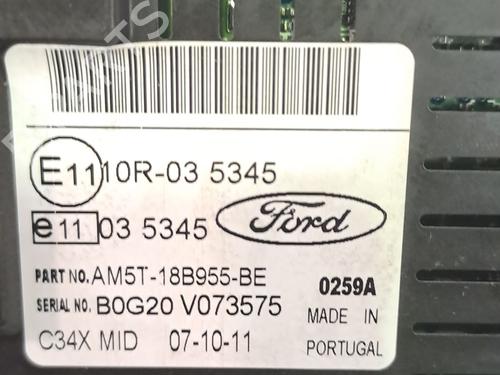 E11 10R-03 5345
e11 03 5345 Ford
PART NO. AM5T-18B955-BE 0259A
SERIAL NO. B0G20 V073575 MADE IN
C34X MID 07-10-11 PORTUGAL